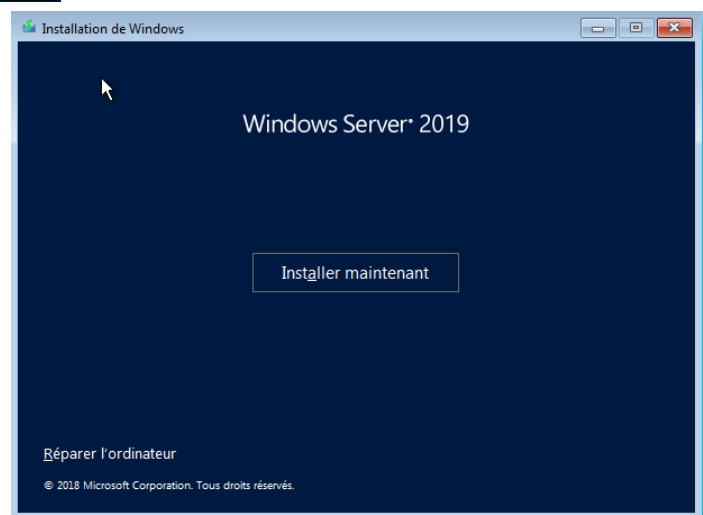 Installation de Windows
Windows Server® 2019
Installer maintenant
Réparer l'ordinateur
© 2018 Microsoft Corporation. Tous droits réservés.